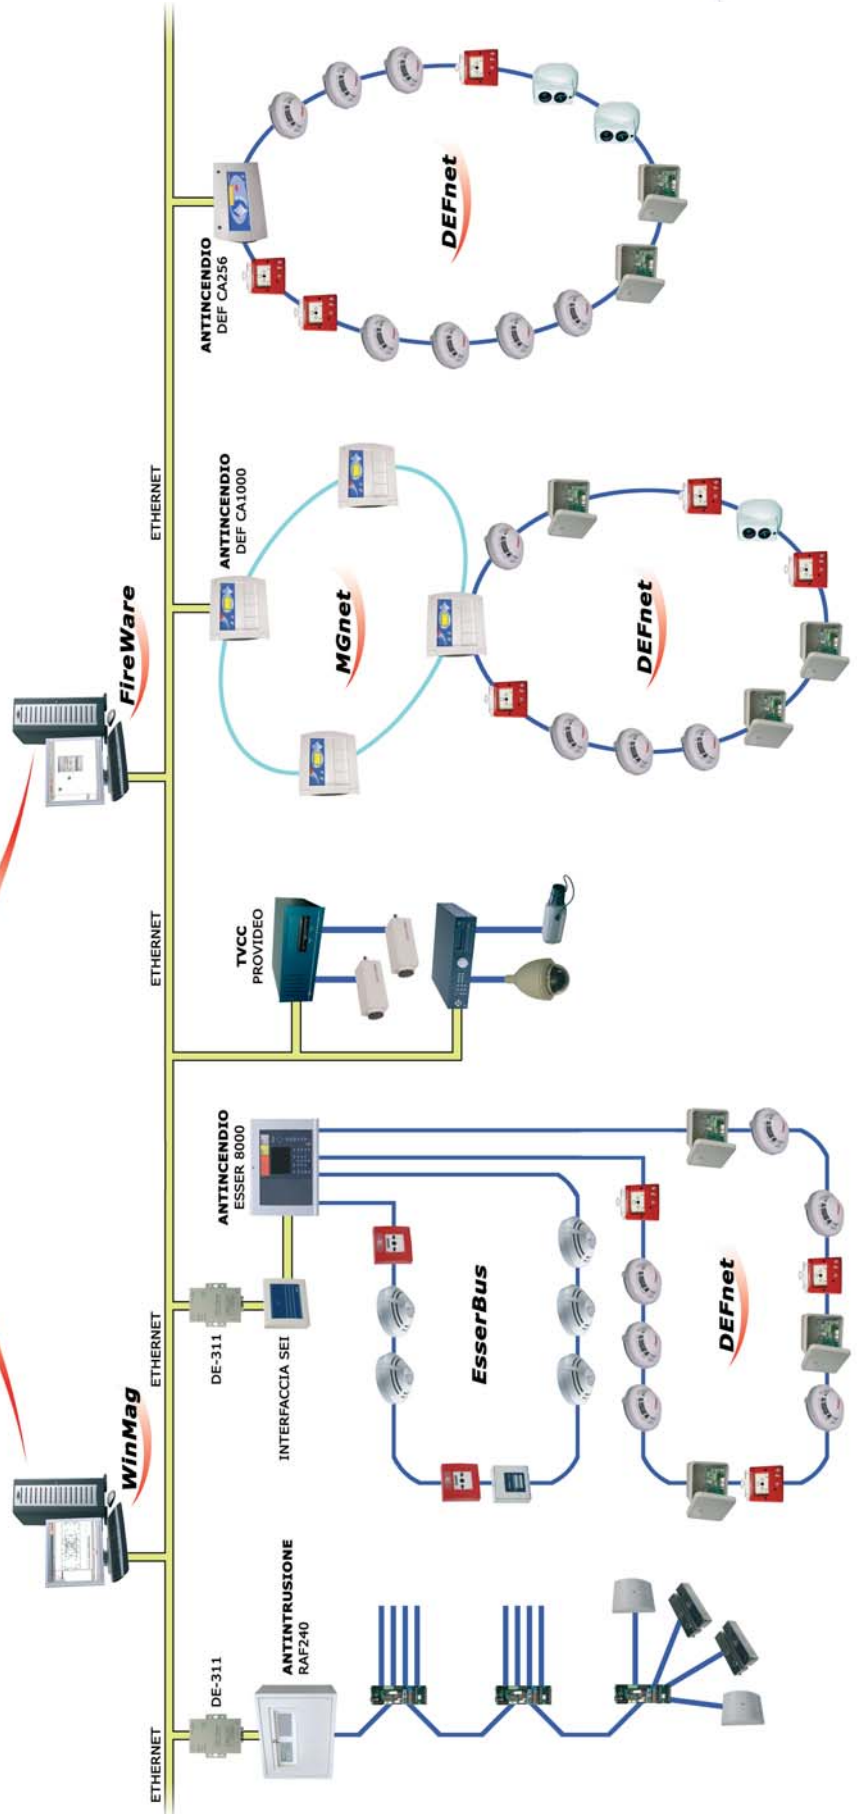 WinMag
FireWare
ETHERNET
ETHERNET
ETHERNET
ETHERNET
DE-311
ANTINTRUSIONE
RAF240
DE-311
INTERFACCIA SEI
ANTINCENDIO
ESSER 8000
EsserBus
DEFnet
TVCC
PROVIDEO
ANTINCENDIO
DEF CA1000
MGnet
DEFnet
ANTINCENDIO
DEF CA256
DEFnet